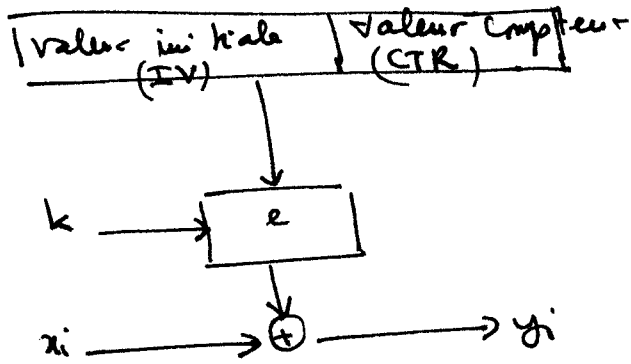 Valeur initiale Valeur Compteur
(IV) (CTR)
k e
xi + yi